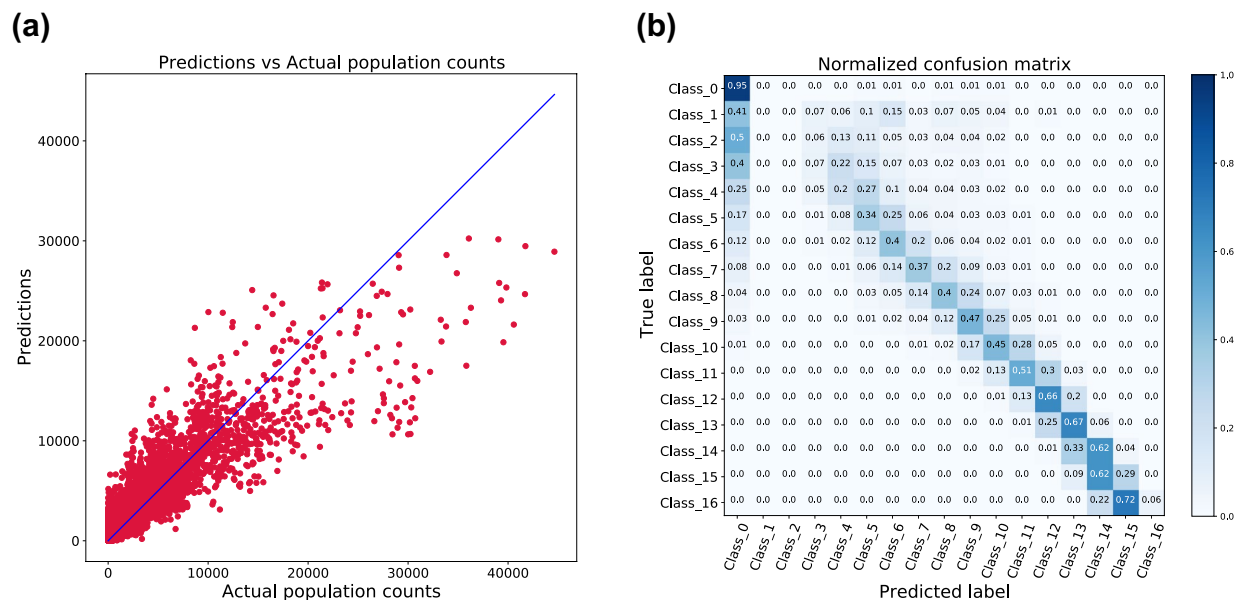 (a)
Predictions vs Actual population counts
Predictions
40000
30000
20000
10000
0
0 10000 20000 30000 40000
Actual population counts
(b)
Normalized confusion matrix
True label
Class_0 0.95 0.0 0.0 0.0 0.0 0.01 0.01 0.0 0.01 0.01 0.0 0.0 0.0 0.0 0.0 0.0 0.0
Class_1 0.41 0.0 0.0 0.07 0.06 0.1 0.15 0.03 0.07 0.05 0.04 0.01 0.0 0.01 0.0 0.0 0.0
Class_2 0.5 0.0 0.0 0.06 0.13 0.11 0.05 0.03 0.04 0.04 0.04 0.01 0.0 0.0 0.0 0.0 0.0
Class_3 0.4 0.0 0.0 0.07 0.22 0.15 0.07 0.03 0.02 0.03 0.01 0.0 0.0 0.0 0.0 0.0 0.0
Class_4 0.25 0.0 0.0 0.05 0.2 0.27 0.1 0.04 0.04 0.03 0.02 0.0 0.0 0.0 0.0 0.0 0.0
Class_5 0.17 0.0 0.0 0.01 0.08 0.34 0.25 0.06 0.04 0.03 0.03 0.01 0.0 0.0 0.0 0.0 0.0
Class_6 0.12 0.0 0.0 0.01 0.02 0.12 0.4 0.2 0.06 0.04 0.02 0.01 0.0 0.0 0.0 0.0 0.0
Class_7 0.08 0.0 0.0 0.0 0.01 0.06 0.14 0.37 0.2 0.09 0.03 0.01 0.0 0.0 0.0 0.0 0.0
Class_8 0.04 0.0 0.0 0.0 0.0 0.03 0.05 0.14 0.4 0.24 0.07 0.03 0.01 0.0 0.0 0.0 0.0
Class_9 0.03 0.0 0.0 0.0 0.0 0.01 0.02 0.04 0.12 0.47 0.25 0.05 0.01 0.0 0.0 0.0 0.0
Class_10 0.01 0.0 0.0 0.0 0.0 0.0 0.0 0.01 0.02 0.17 0.45 0.28 0.05 0.0 0.0 0.0 0.0
Class_11 0.0 0.0 0.0 0.0 0.0 0.0 0.0 0.0 0.0 0.02 0.13 0.51 0.3 0.03 0.0 0.0 0.0
Class_12 0.0 0.0 0.0 0.0 0.0 0.0 0.0 0.0 0.0 0.0 0.01 0.13 0.66 0.2 0.0 0.0 0.0
Class_13 0.0 0.0 0.0 0.0 0.0 0.0 0.0 0.0 0.0 0.0 0.0 0.01 0.25 0.67 0.06 0.0 0.0
Class_14 0.0 0.0 0.0 0.0 0.0 0.0 0.0 0.0 0.0 0.0 0.0 0.0 0.01 0.33 0.62 0.04 0.0
Class_15 0.0 0.0 0.0 0.0 0.0 0.0 0.0 0.0 0.0 0.0 0.0 0.0 0.0 0.09 0.62 0.29 0.0
Class_16 0.0 0.0 0.0 0.0 0.0 0.0 0.0 0.0 0.0 0.0 0.0 0.0 0.0 0.0 0.22 0.72 0.06
Class_0 Class_1 Class_2 Class_3 Class_4 Class_5 Class_6 Class_7 Class_8 Class_9 Class_10 Class_11 Class_12 Class_13 Class_14 Class_15 Class_16
Predicted label
1.0
0.8
0.6
0.4
0.2
0.0